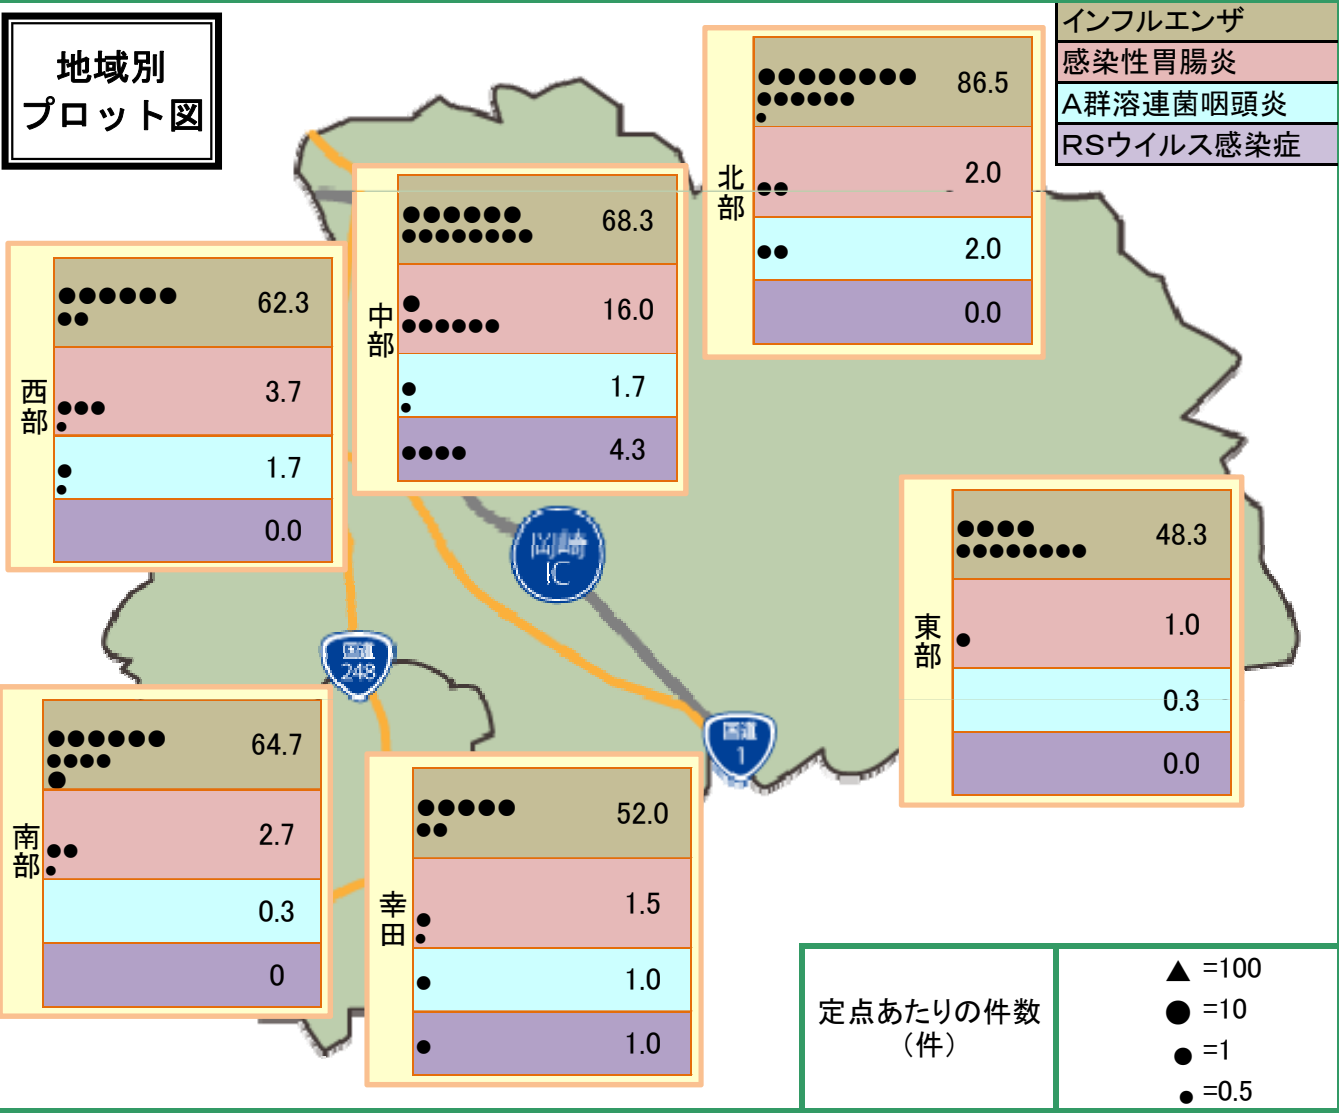 地域別
プロット図
インフルエンザ
感染性胃腸炎
A群溶連菌咽頭炎
RSウイルス感染症
北部
86.5
2.0
2.0
0.0
中部
68.3
16.0
1.7
4.3
西部
62.3
3.7
1.7
0.0
岡崎
IC
東部
48.3
1.0
0.3
0.0
国道
248
国道
1
南部
64.7
2.7
0.3
0
幸田
52.0
1.5
1.0
1.0
定点あたりの件数
（件）
▲ =100
● =10
● =1
● =0.5